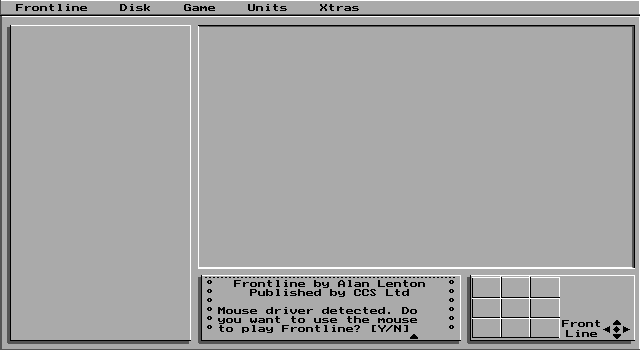 Frontline Disk Game Units Xtras
Frontline by Alan Lenton
Published by CCS Ltd
Mouse driver detected. Do
you want to use the mouse
to play Frontline? [Y/N]
Front
Line